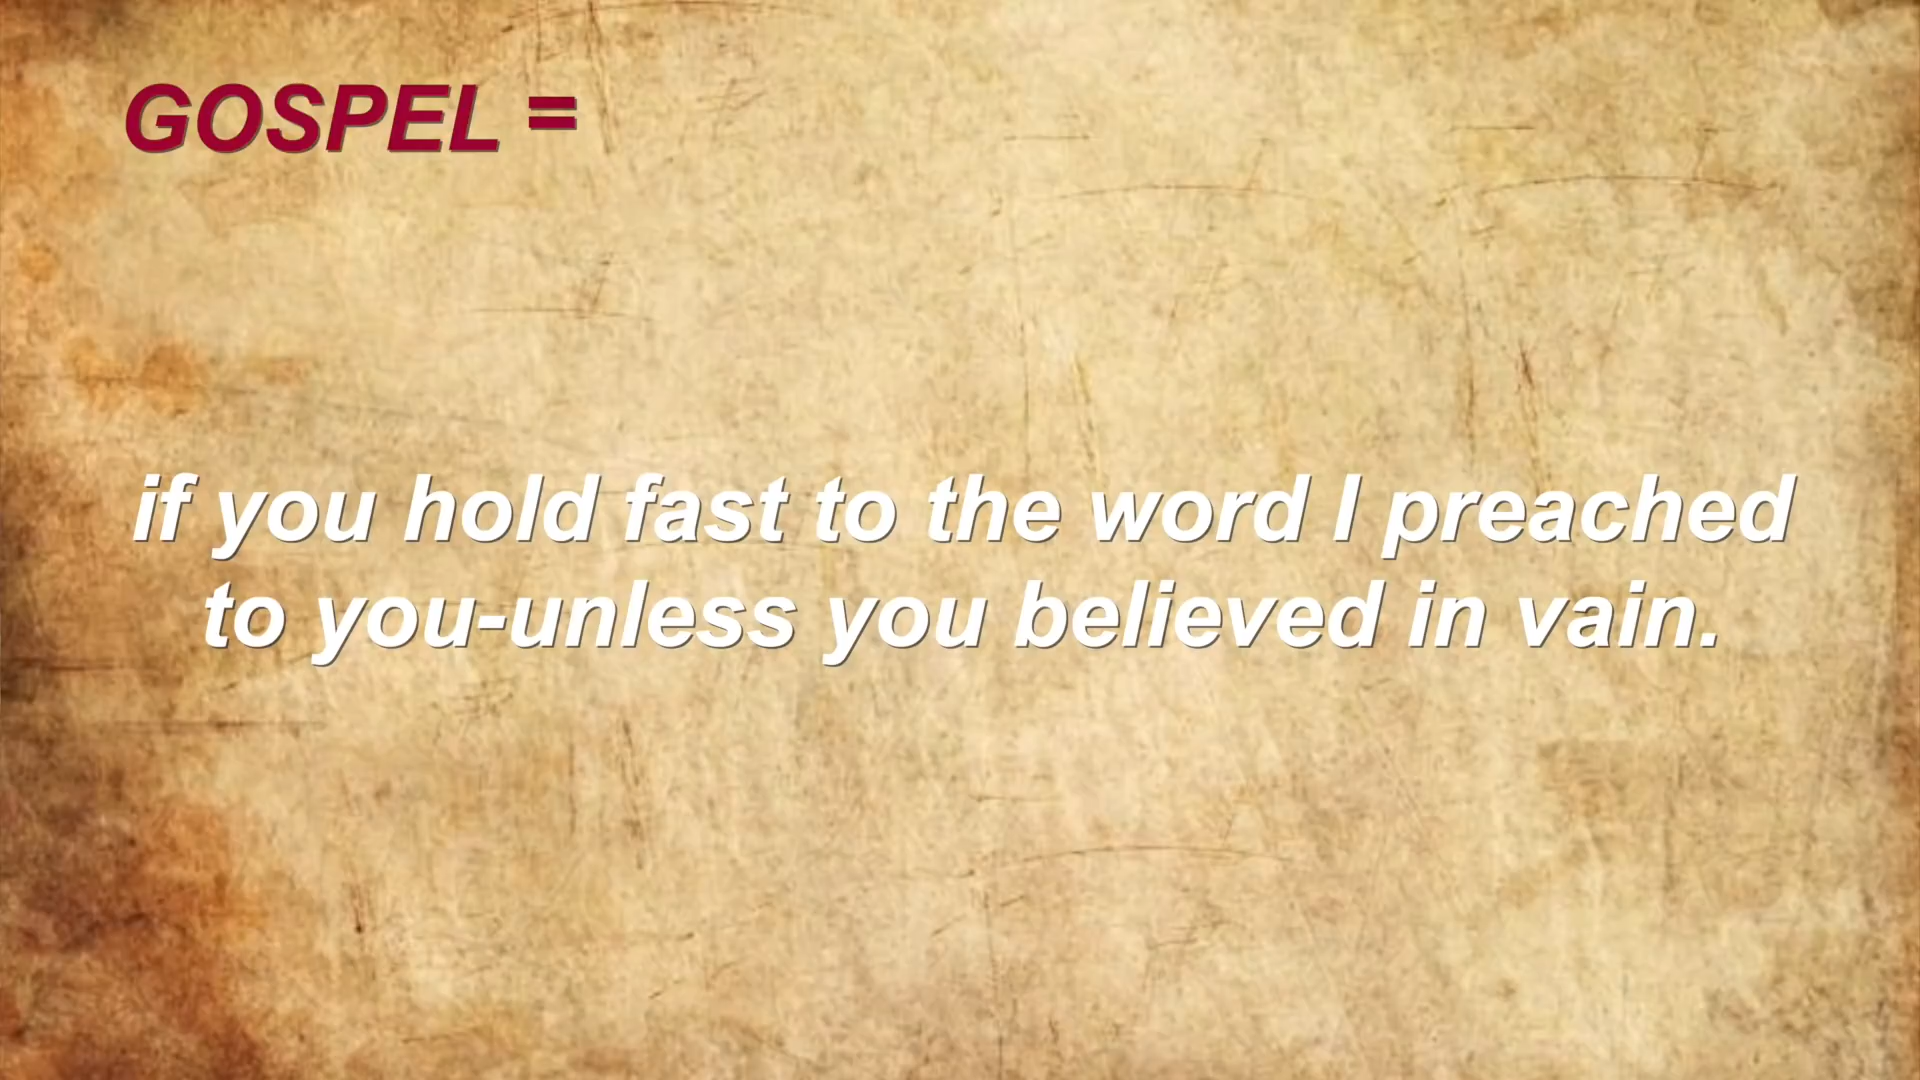 GOSPEL =
if you hold fast to the word I preached
to you-unless you believed in vain.